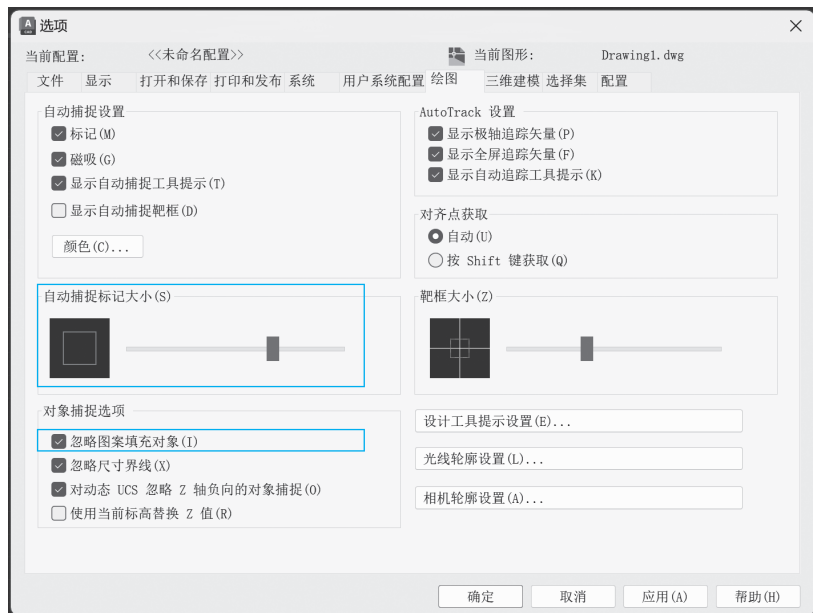 选项
当前配置: <<未命名配置>> 当前图形: Drawing1.dwg
文件 显示 打开和保存 打印和发布 系统 用户系统配置 绘图 三维建模 选择集 配置
自动捕捉设置
标记(M)
磁吸(G)
显示自动捕捉工具提示(T)
显示自动捕捉靶框(D)
颜色(C)...
AutoTrack 设置
显示极轴追踪矢量(P)
显示全屏追踪矢量(F)
显示自动追踪工具提示(K)
对齐点获取
自动(U)
按 Shift 键获取(Q)
自动捕捉标记大小(S)
靶框大小(Z)
对象捕捉选项
忽略图案填充对象(I)
忽略尺寸界线(X)
对动态 UCS 忽略 Z 轴负向的对象捕捉(O)
使用当前标高替换 Z 值(R)
设计工具提示设置(E)...
光线轮廓设置(L)...
相机轮廓设置(A)...
确定 取消 应用(A) 帮助(H)